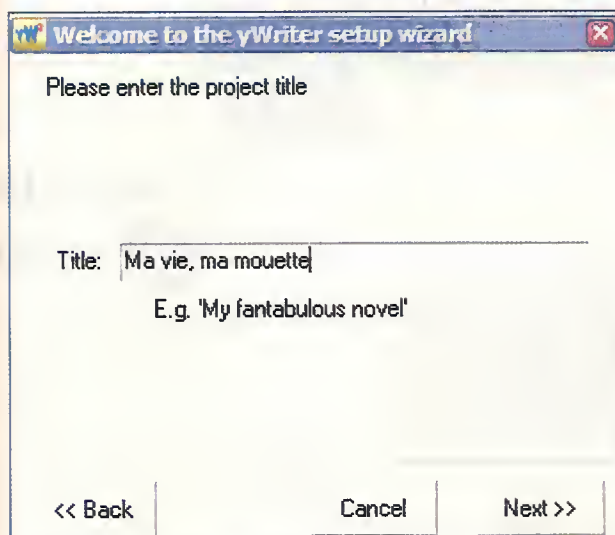 yW Welcome to the yWriter setup wizard
Please enter the project title
Title: Ma vie, ma mouette
E.g. 'My fantabulous novel'
<< Back Cancel Next >>